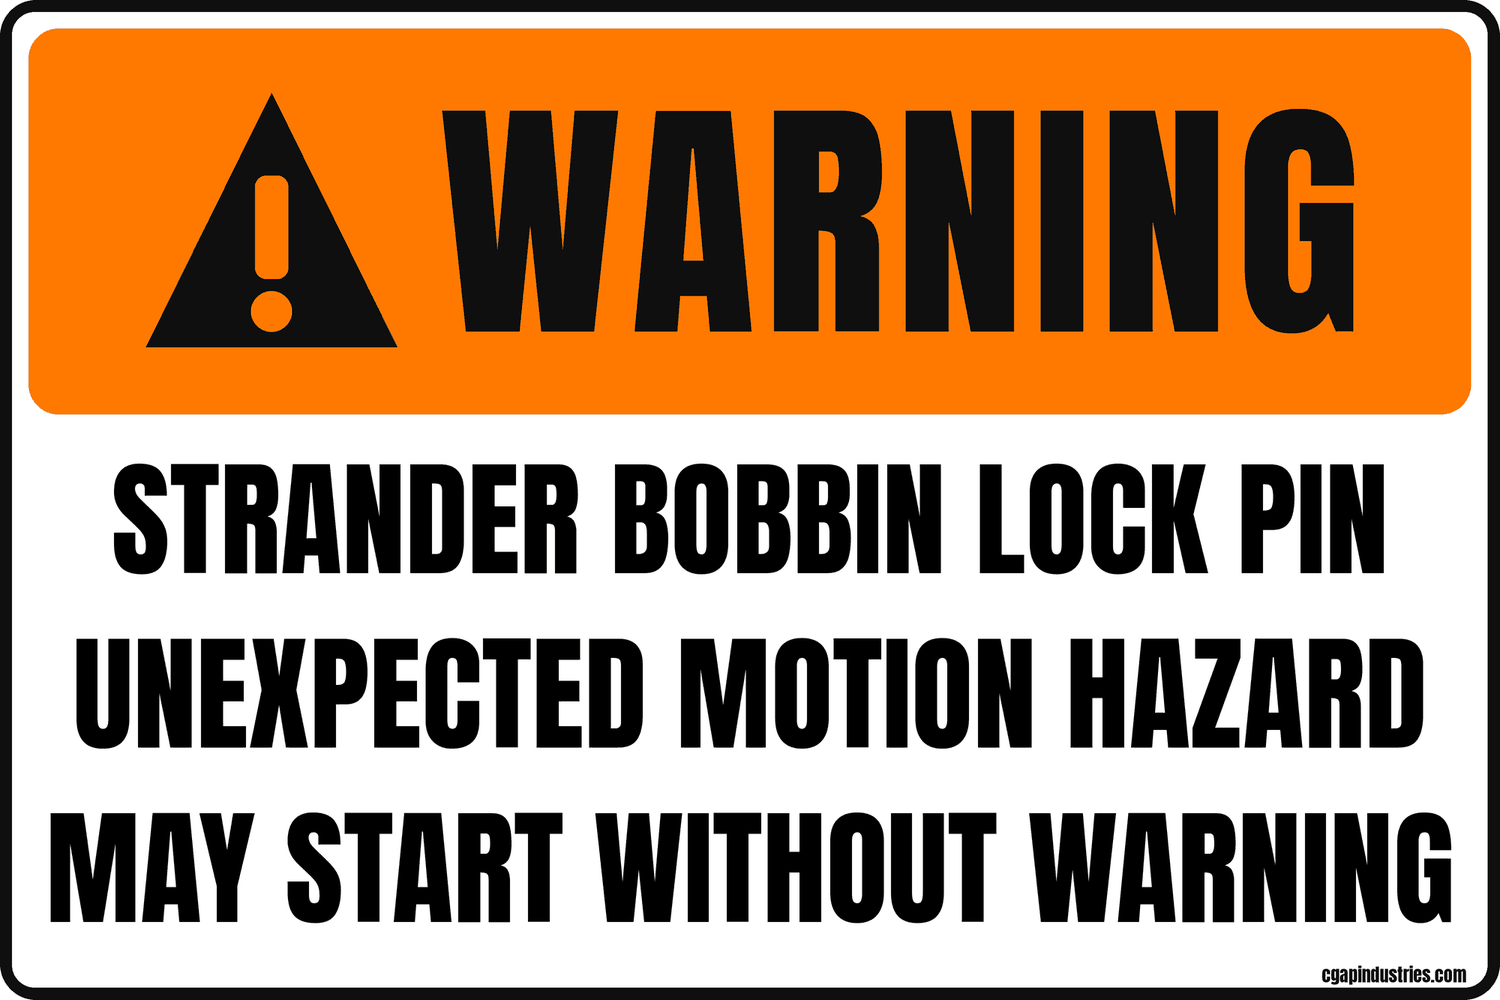 WARNING
STRANDER BOBBIN LOCK PIN
UNEXPECTED MOTION HAZARD
MAY START WITHOUT WARNING
cgapindustries.com